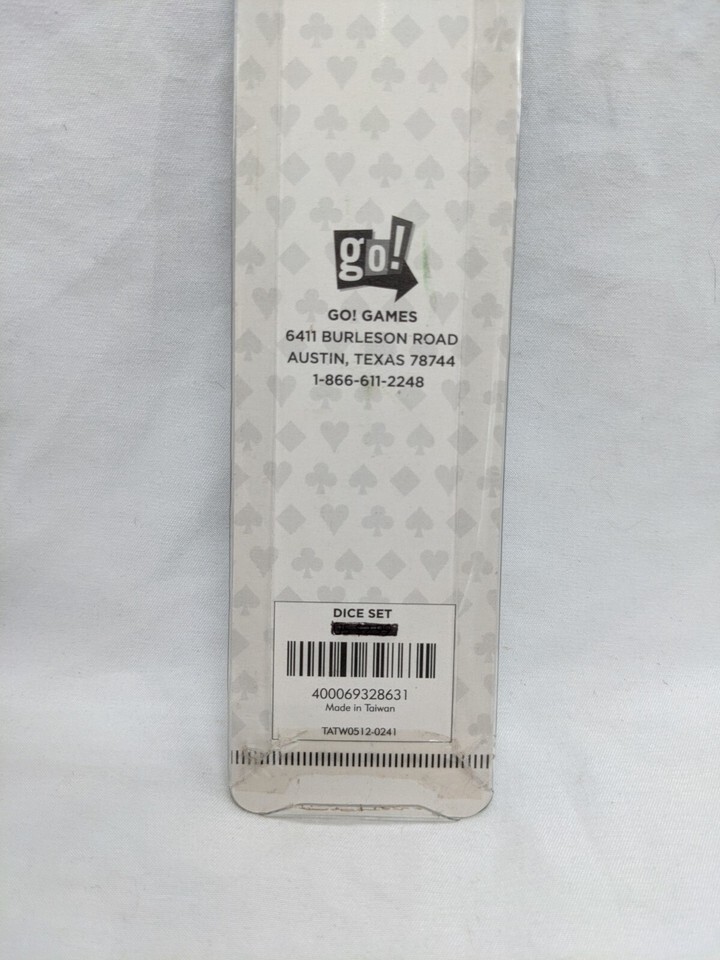 go!
GO! GAMES
6411 BURLESON ROAD
AUSTIN, TEXAS 78744
1-866-611-2248
DICE SET
400069328631
Made in Taiwan
TATW0512-0241